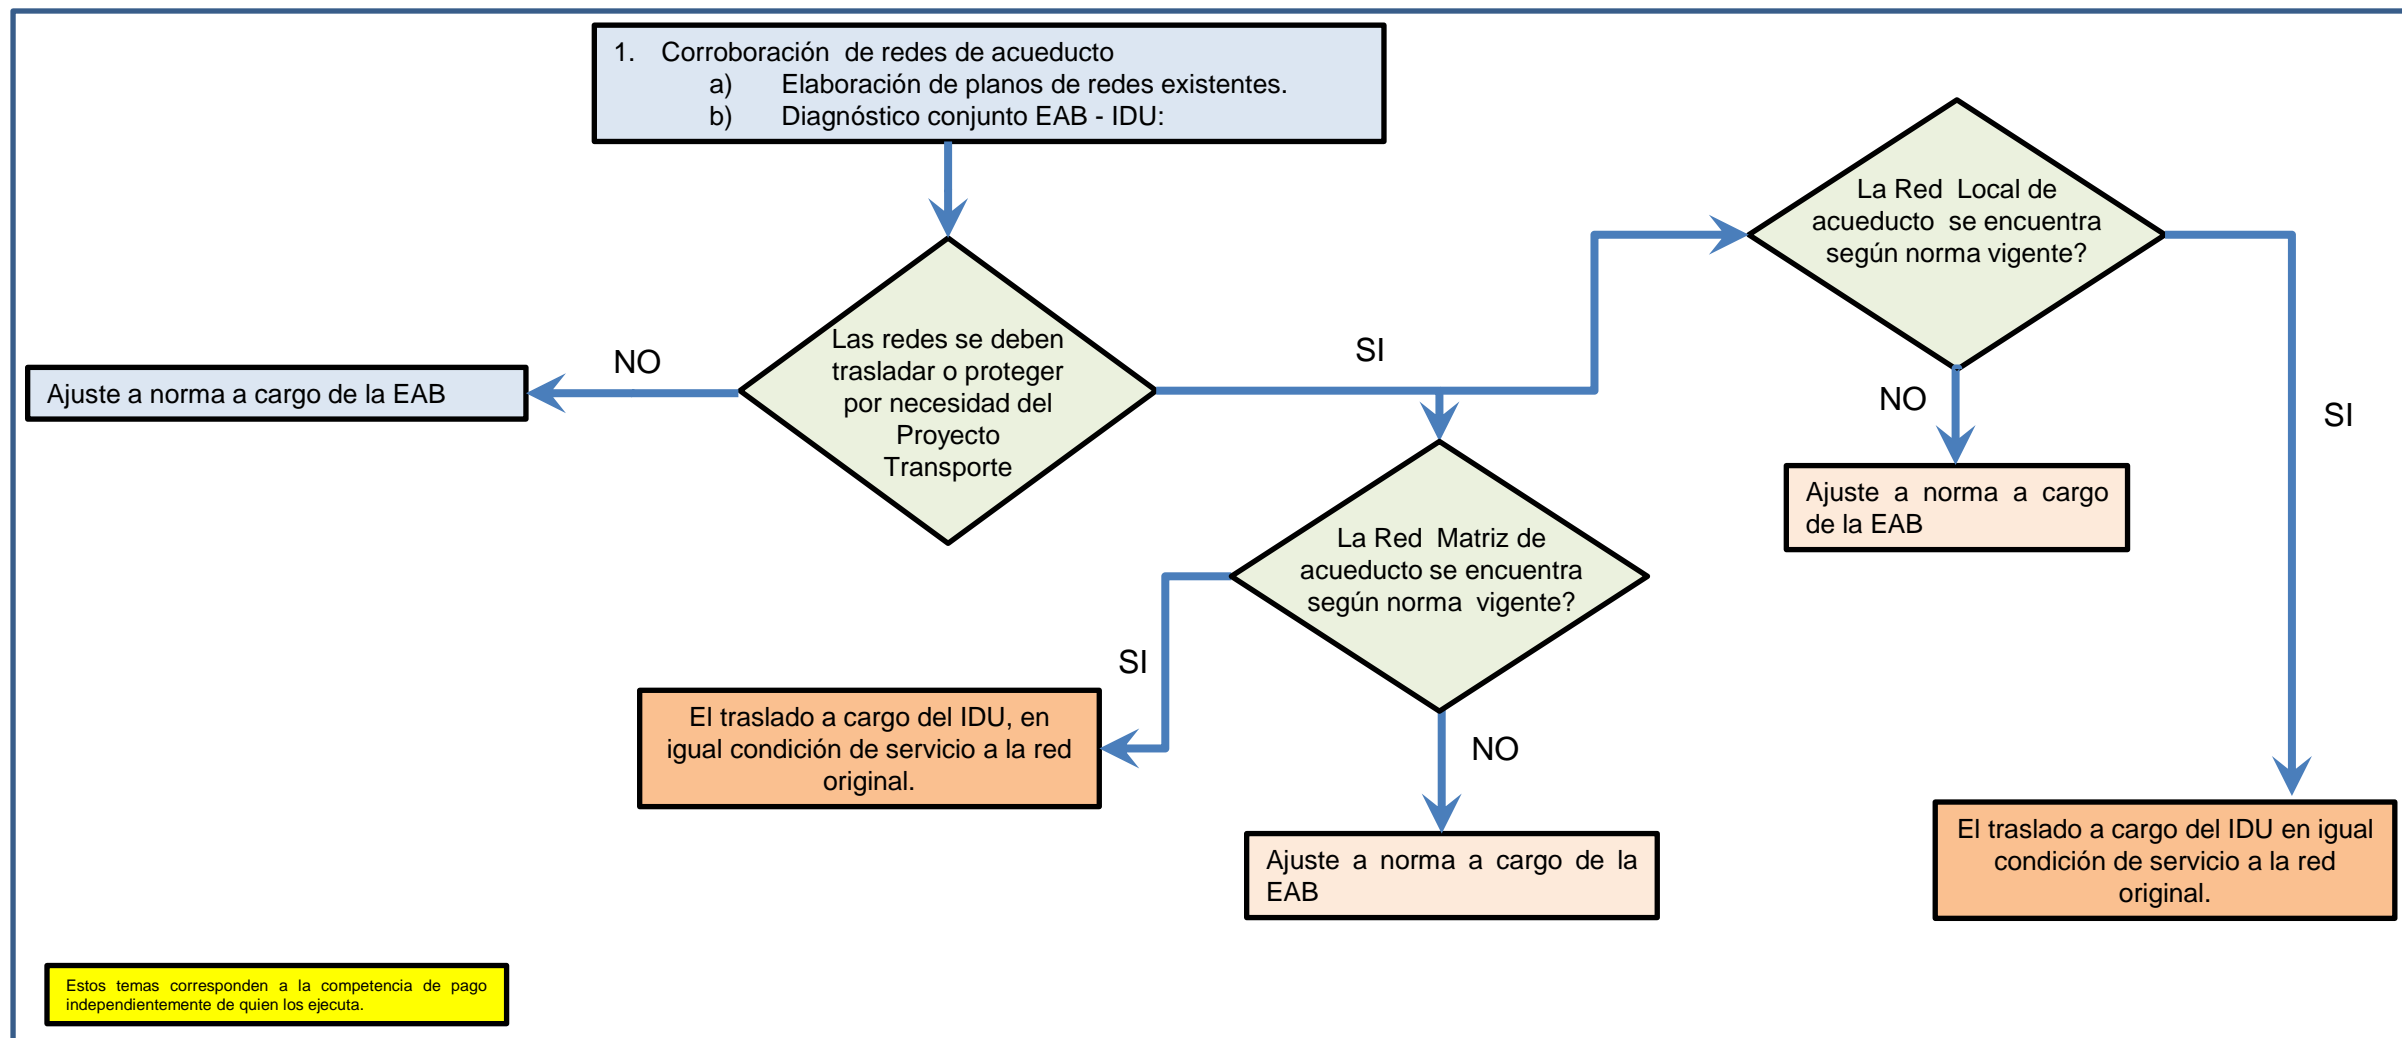 1. Corroboración de redes de acueducto
a) Elaboración de planos de redes existentes.
b) Diagnóstico conjunto EAB - IDU:
La Red Local de
acueducto se encuentra
según norma vigente?
Las redes se deben
trasladar o proteger
por necesidad del
Proyecto
Transporte
NO
SI
Ajuste a norma a cargo de la EAB
NO
SI
Ajuste a norma a cargo
de la EAB
La Red Matriz de
acueducto se encuentra
según norma vigente?
SI
NO
El traslado a cargo del IDU, en
igual condición de servicio a la red
original.
Ajuste a norma a cargo de la
EAB
El traslado a cargo del IDU en igual
condición de servicio a la red
original.
Estos temas corresponden a la competencia de pago
independientemente de quien los ejecuta.